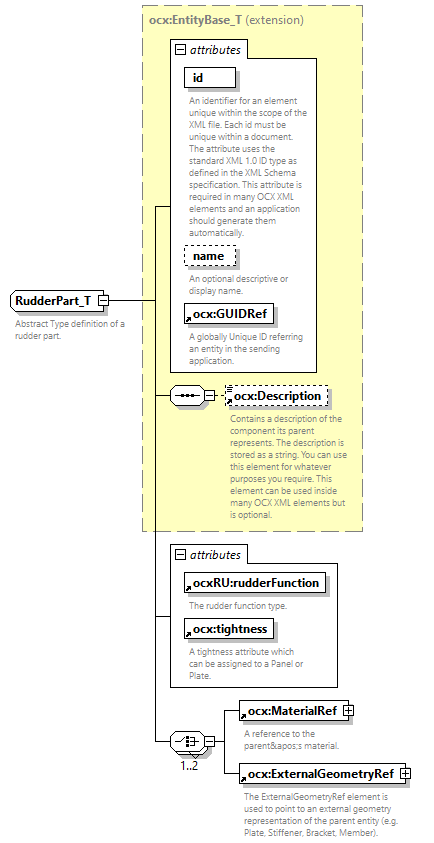 ocx:EntityBase_T (extension)
attributes
id
An identifier for an element
unique within the scope of the
XML file. Each id must be
unique within a document.
The attribute uses the
standard XML 1.0 ID type as
defined in the XML Schema
specification. This attribute is
required in many OCX XML
elements and an application
should generate them
automatically.
name
An optional descriptive or
display name.
ocx:GUIDRef
A globally Unique ID referring
an entity in the sending
application.
RudderPart_T
Abstract Type definition of a
rudder part.
ocx:Description
Contains a description of the
component its parent
represents. The description is
stored as a string. You can use
this element for whatever
purposes you require. This
element can be used inside
many OCX XML elements but
is optional.
attributes
ocxRU:rudderFunction
The rudder function type.
ocx:tightness
A tightness attribute which
can be assigned to a Panel or
Plate.
1..2
ocx:MaterialRef
A reference to the
parent&apos;s material.
ocx:ExternalGeometryRef
The ExternalGeometryRef element is
used to point to an external geometry
representation of the parent entity (e.g.
Plate, Stiffener, Bracket, Member).